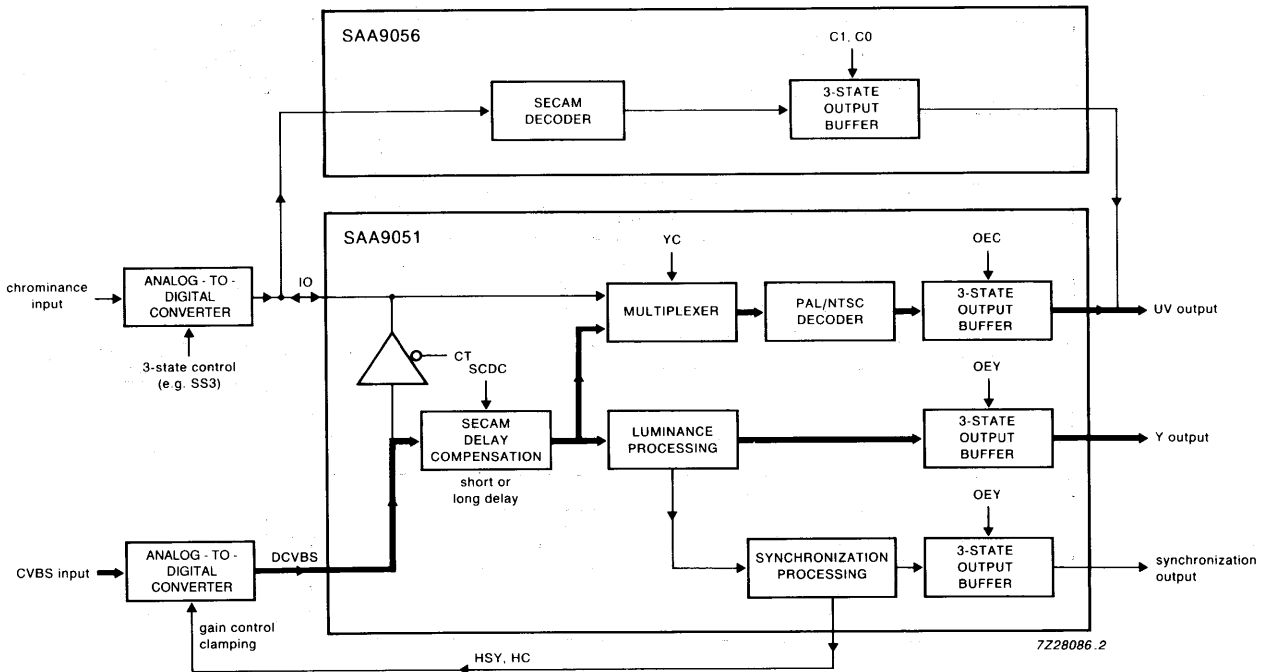 SAA9056
C1, C0
SECAM
DECODER
3-STATE
OUTPUT
BUFFER
SAA9051
YC
OEC
chrominance
input
ANALOG - TO -
DIGITAL
CONVERTER
IO
MULTIPLEXER
PAL/NTSC
DECODER
3-STATE
OUTPUT
BUFFER
UV output
3-state control
(e.g. SS3)
CT
SCDC
OEY
SECAM
DELAY
COMPENSATION
short or
long delay
LUMINANCE
PROCESSING
3-STATE
OUTPUT
BUFFER
Y output
OEY
CVBS input
ANALOG - TO -
DIGITAL
CONVERTER
DCVBS
SYNCHRONIZATION
PROCESSING
3-STATE
OUTPUT
BUFFER
synchronization
output
gain control
clamping
HSY, HC
7Z28086.2